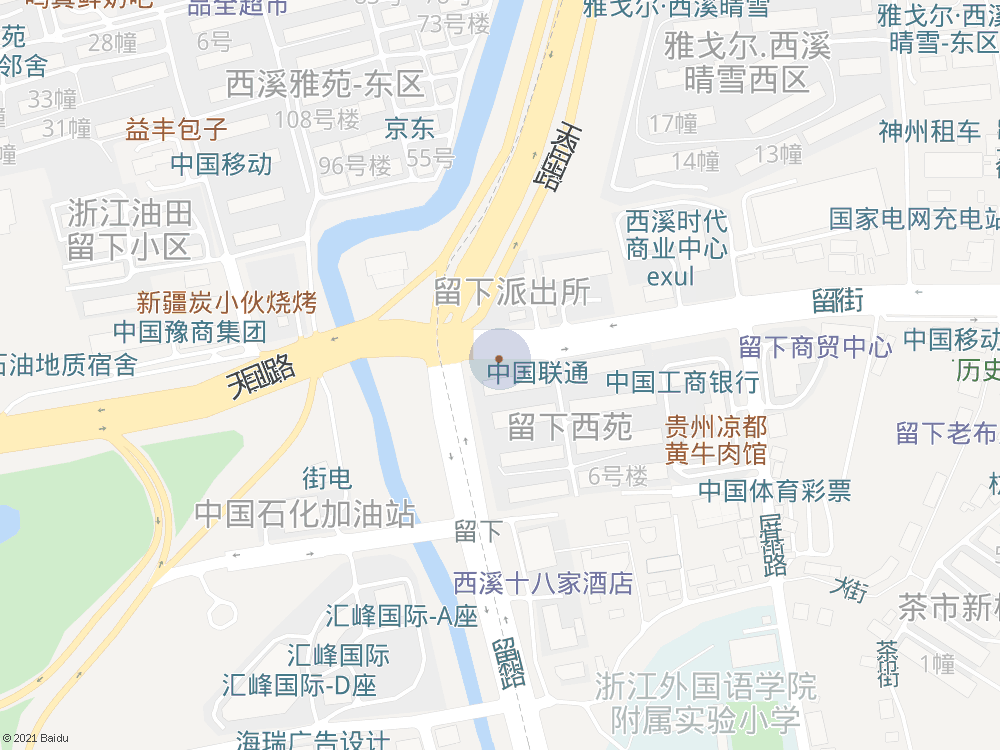 鸣真鲜奶吧
品全超市
73号楼
雅戈尔·西溪晴雪
雅戈尔·西溪
晴雪-东区
苑
邻舍
28幢
6号
雅戈尔.西溪
晴雪西区
西溪雅苑-东区
33幢
31幢
益丰包子
108号楼
京东
17幢
神州租车
中国移动
96号楼
55号
14幢
13幢
浙江油田
留下小区
西溪时代
商业中心
exul
国家电网充电站
留下派出所
新疆炭小伙烧烤
中国豫商集团
留街
中国移动
石油地质宿舍
留下商贸中心
中国联通
中国工商银行
历史
留下西苑
贵州凉都
黄牛肉馆
留下老布
6号楼
街电
中国体育彩票
中国石化加油站
留下
西溪十八家酒店
大街
汇峰国际-A座
茶市新村
茶市街
1幢
汇峰国际
汇峰国际-D座
浙江外国语学院
附属实验小学
海瑞广告设计
© 2021 Baidu